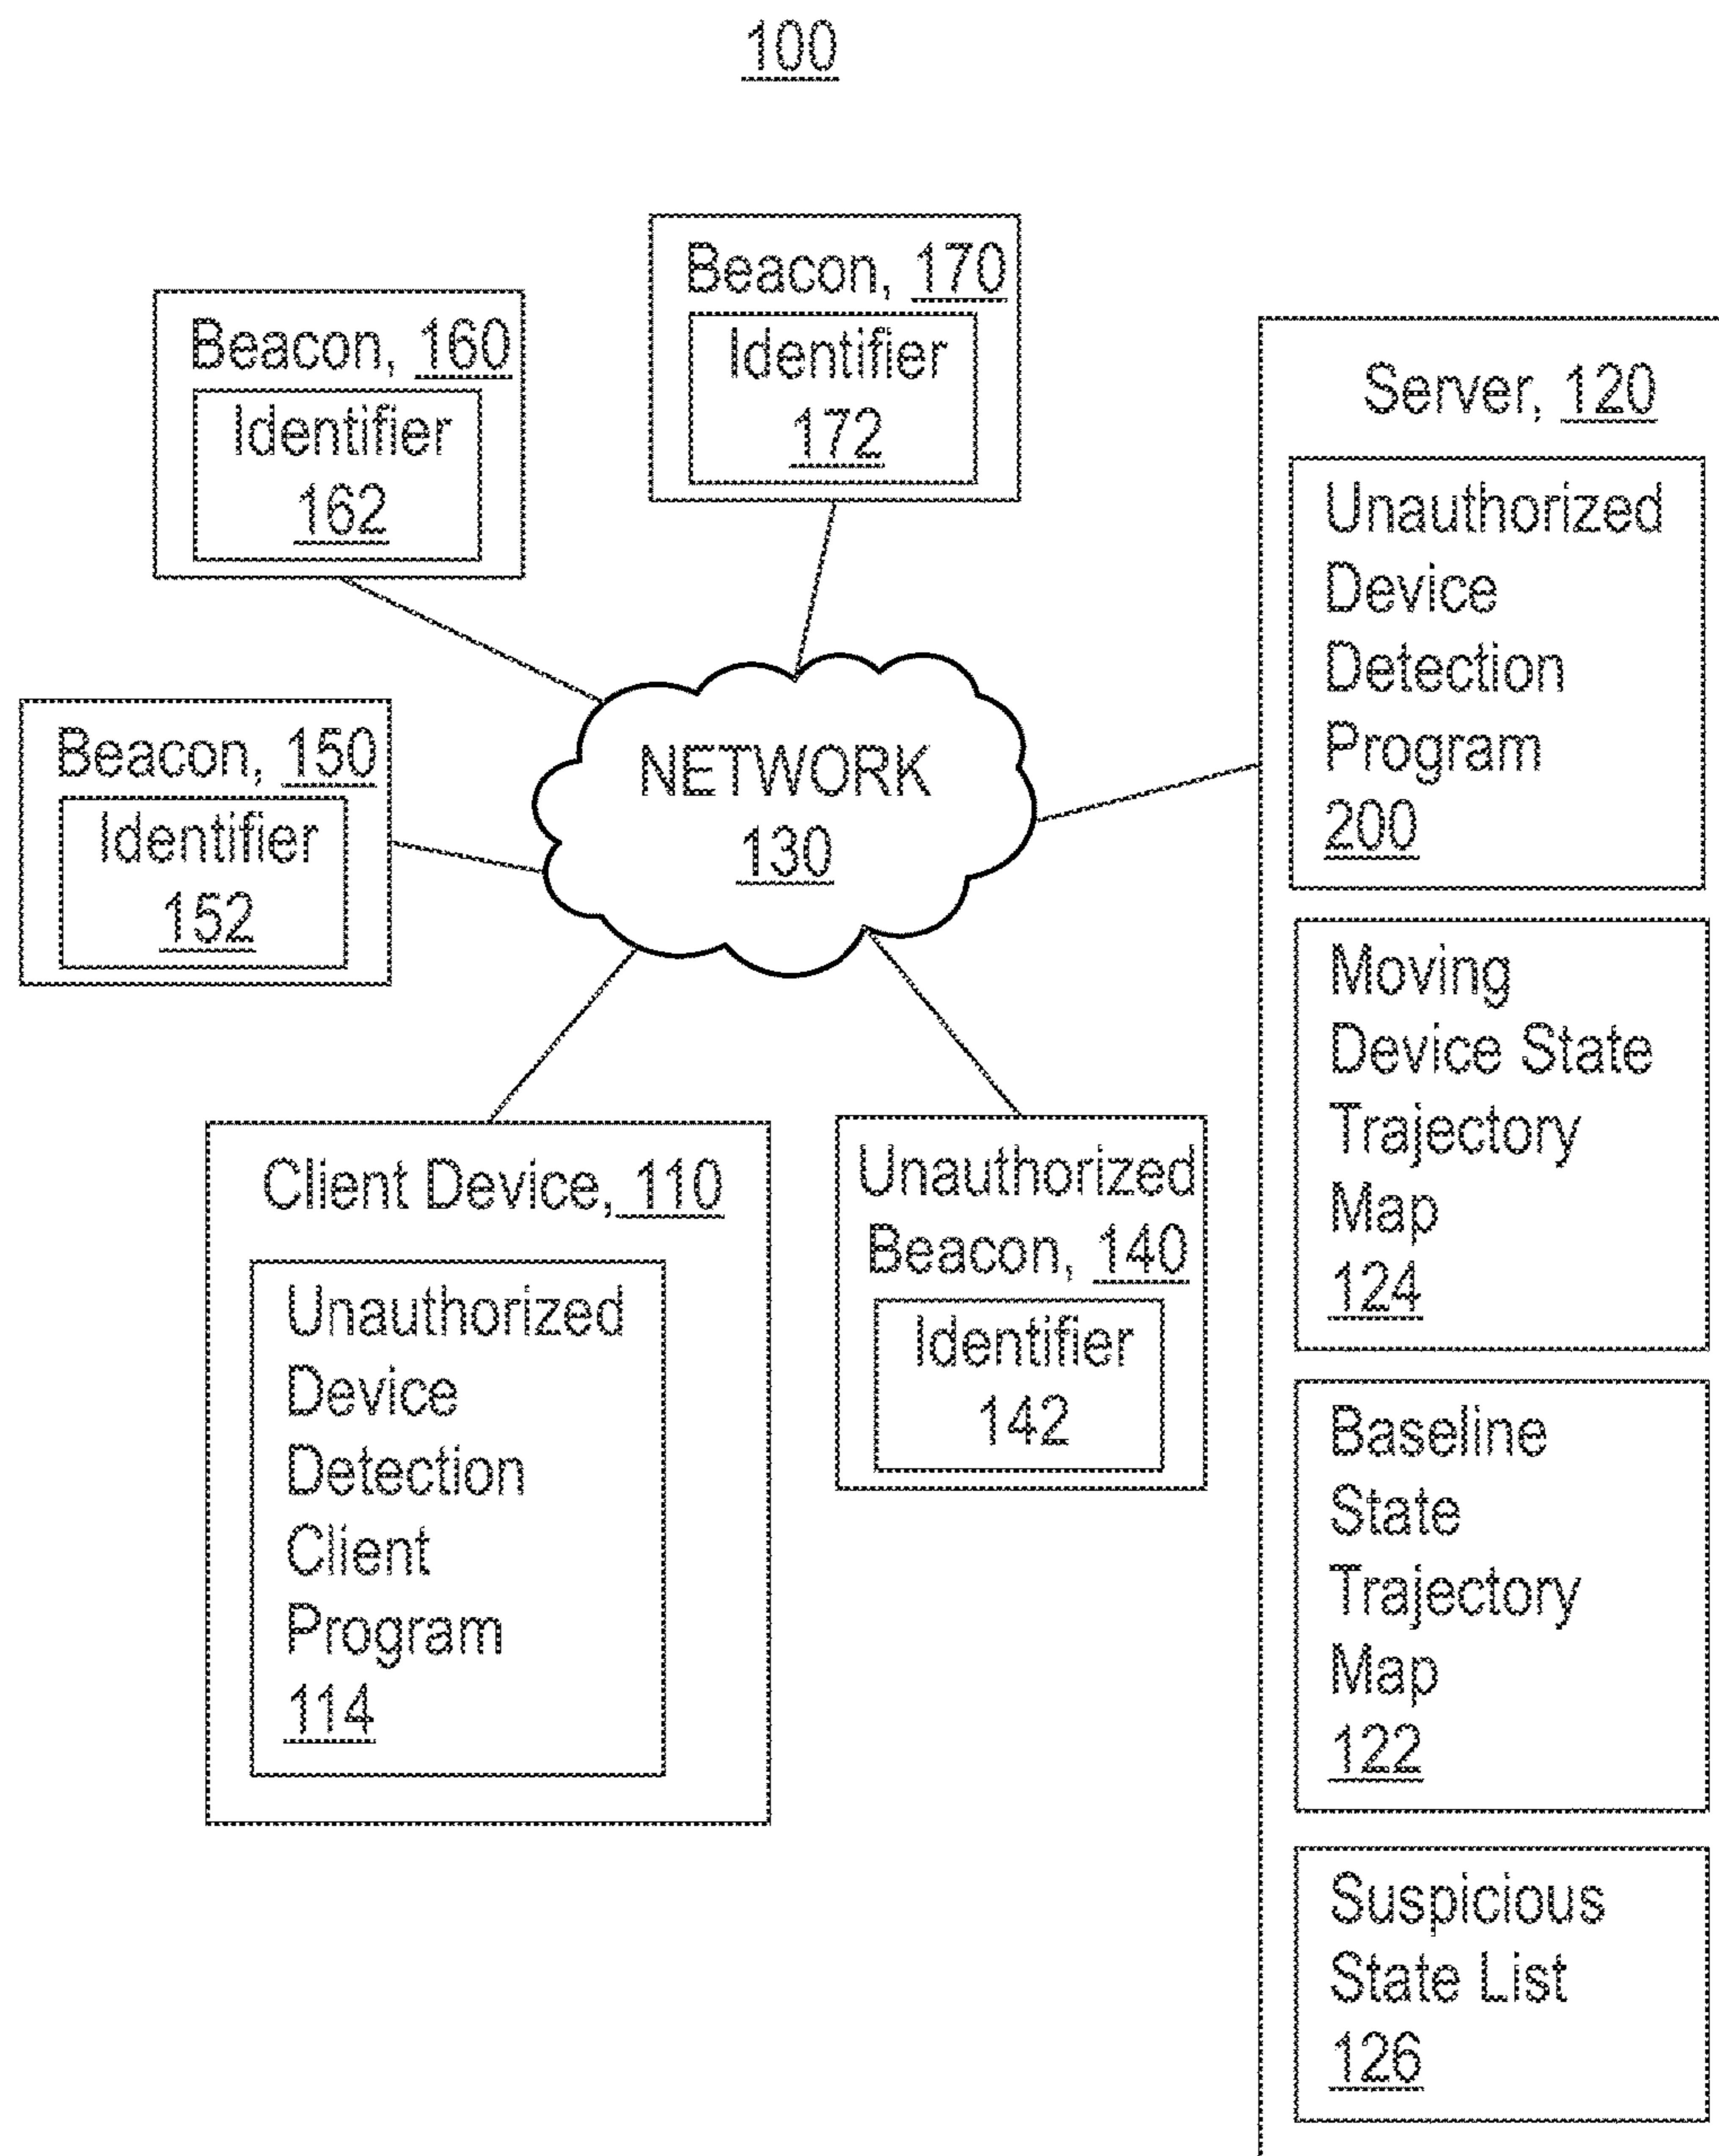 100
Beacon, 170
Identifier
172
Beacon, 160
Identifier
162
Server, 120
Unauthorized
Device
Detection
Program
200
Beacon, 150
Identifier
152
NETWORK
130
Moving
Device State
Trajectory
Map
124
Client Device, 110
Unauthorized
Device
Detection
Client
Program
114
Unauthorized
Beacon, 140
Identifier
142
Baseline
State
Trajectory
Map
122
Suspicious
State List
126